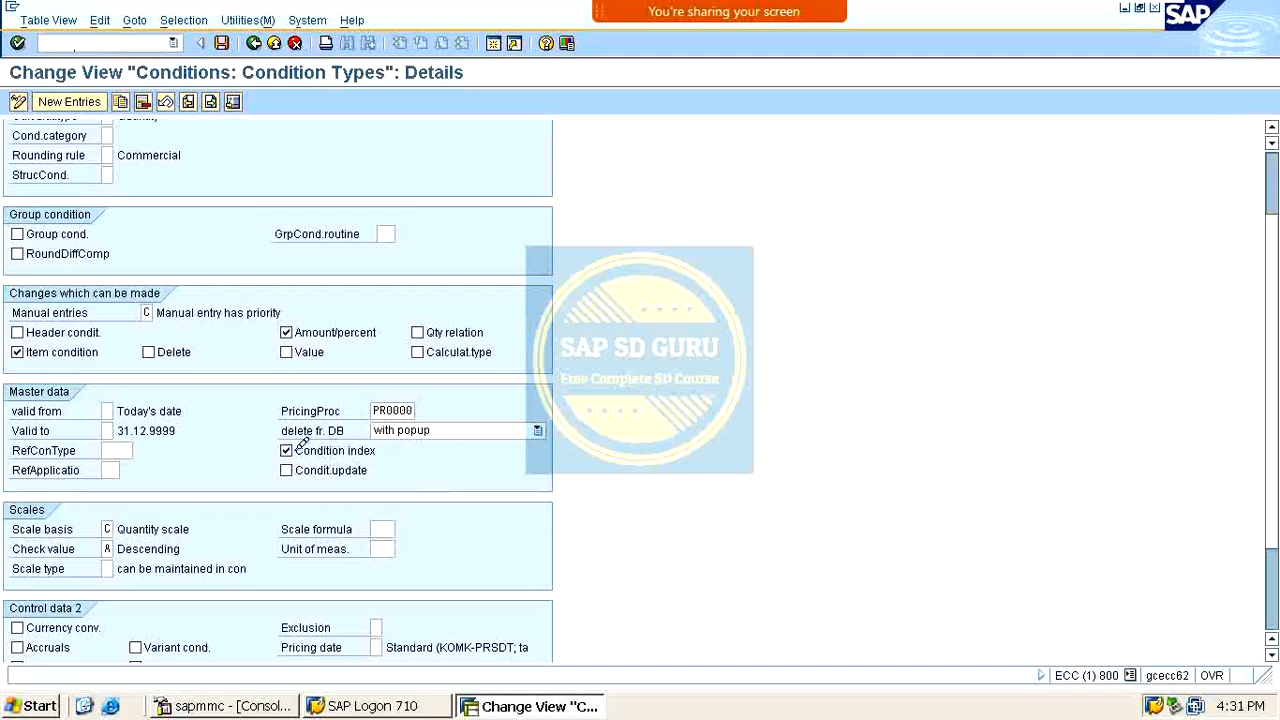 You're sharing your screen
Table View Edit Goto Selection Utilities(M) System Help
SAP
Change View "Conditions: Condition Types": Details
New Entries
Cond.category
Rounding rule Commercial
StrucCond.
Group condition
Group cond. GrpCond.routine
RoundDiffComp
Changes which can be made
Manual entries C Manual entry has priority
Header condit. Amount/percent Qty relation
Item condition Delete Value Calculat.type
Master data
valid from Today's date PricingProc PR0000
Valid to 31.12.9999 delete fr. DB with popup
RefConType Condition index
RefApplicatio Condit.update
Scales
Scale basis C Quantity scale Scale formula
Check value A Descending Unit of meas.
Scale type can be maintained in con
Control data 2
Currency conv. Exclusion
Accruals Variant cond. Pricing date Standard (KOMK-PRSDT; ta
SAP SD GURU
Free Complete SD Course
ECC (1) 800 gcecc62 OVR
Start sapmmc - [Consol... SAP Logon 710 Change View "C... 4:31 PM